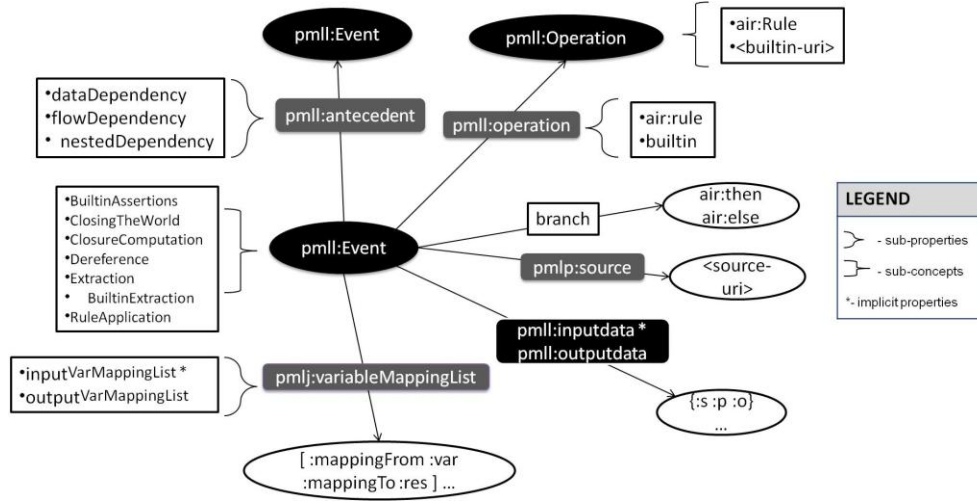 pmll:Event
pmll:Operation
•air:Rule
•<builtin-uri>
•dataDependency
•flowDependency
• nestedDependency
pmll:antecedent
pmll:operation
•air:rule
•builtin
•BuiltinAssertions
•ClosingTheWorld
•ClosureComputation
•Dereference
•Extraction
• BuiltinExtraction
•RuleApplication
pmll:Event
branch
air:then
air:else
pmlp:source
<source-
uri>
LEGEND
- sub-properties
- sub-concepts
*- implicit properties
pmll:inputdata *
pmll:outputdata
•inputVarMappingList *
•outputVarMappingList
pmlj:variableMappingList
{:s :p :o}
...
[ :mappingFrom :var
:mappingTo :res ] ...